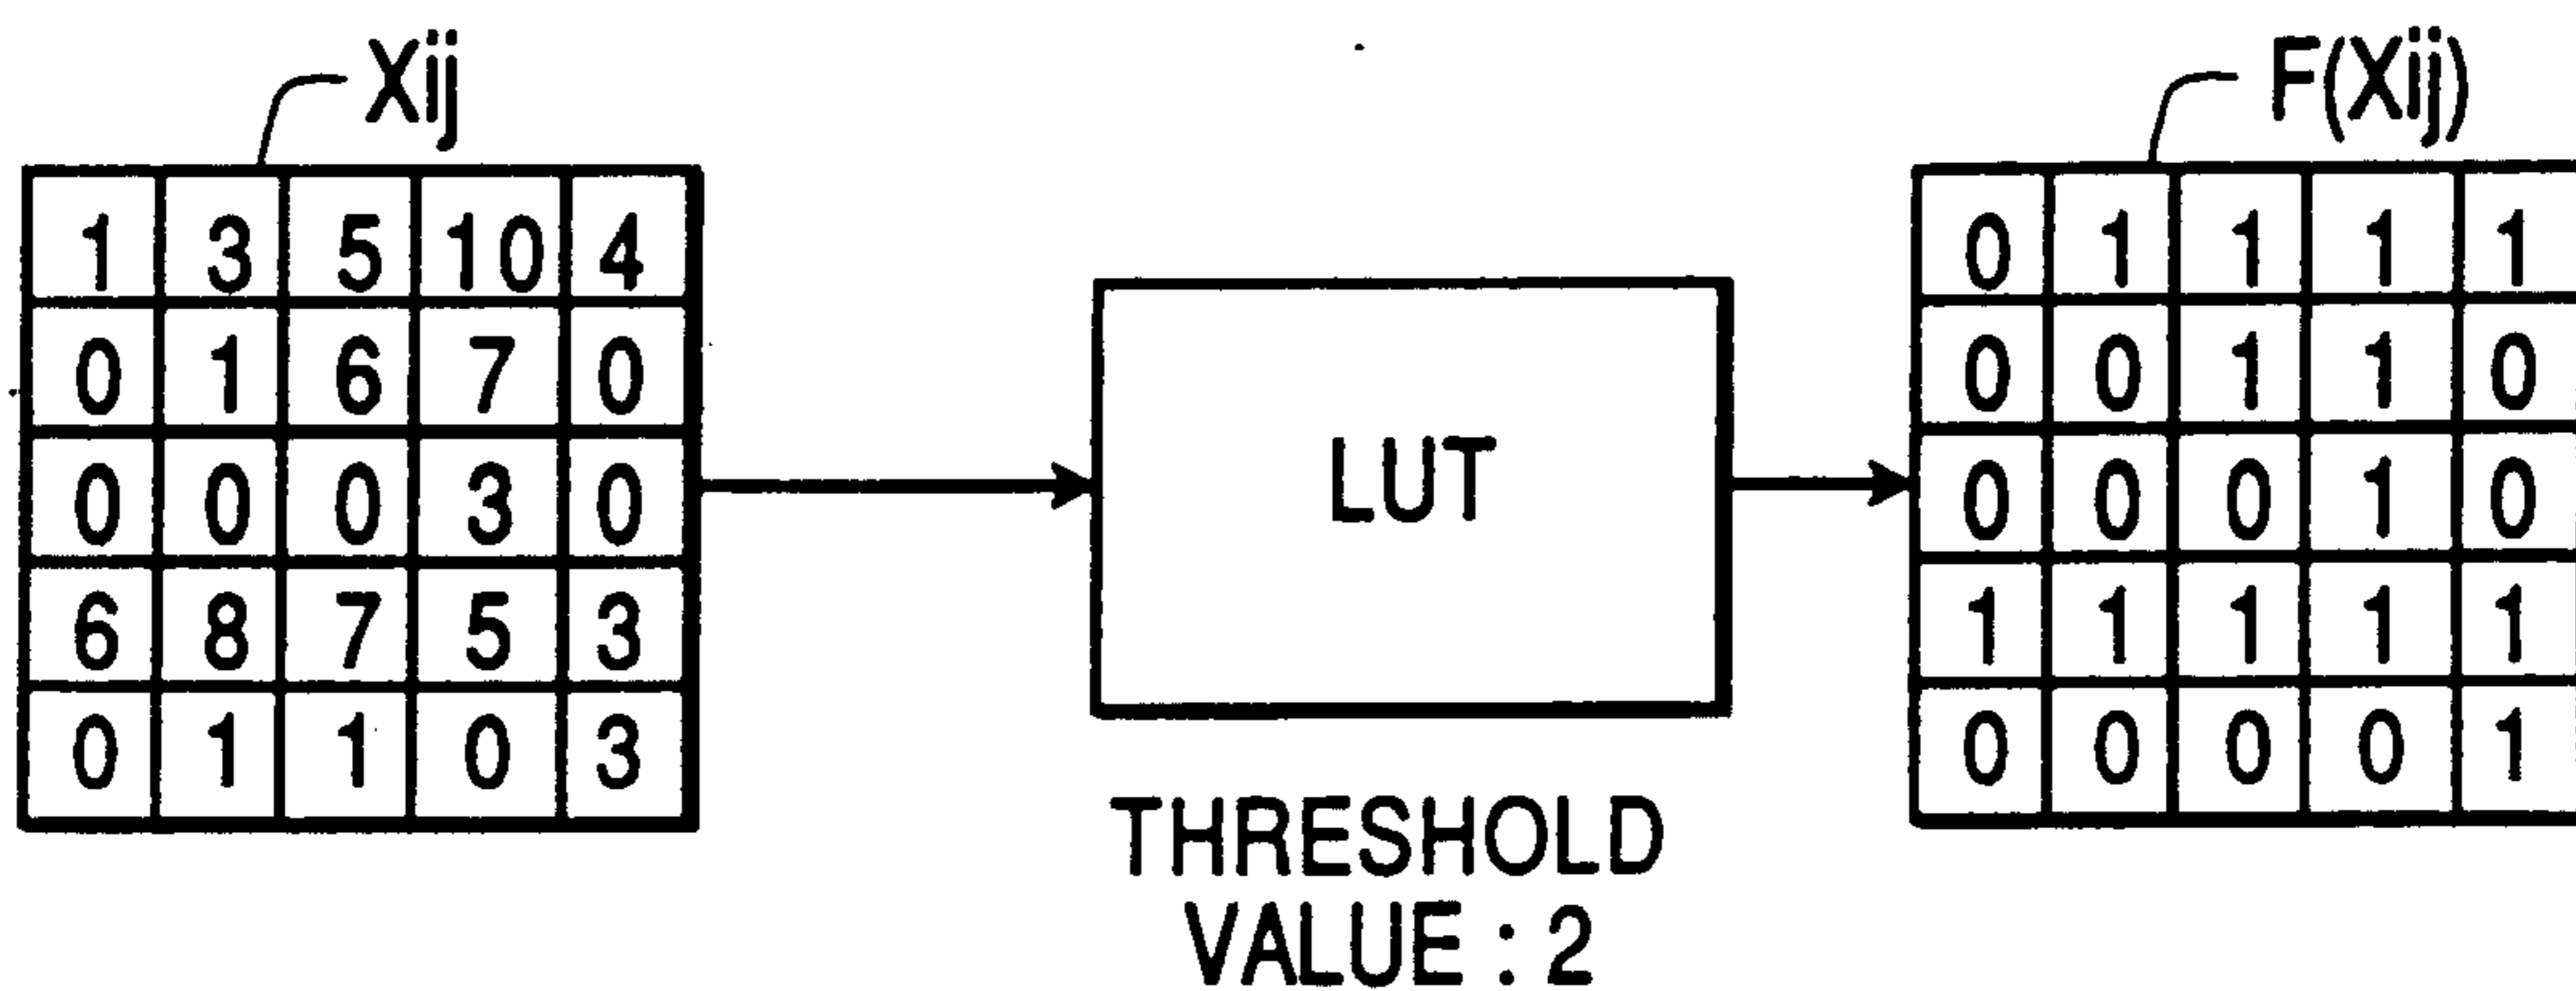 Xij
1 3 5 10 4
0 1 6 7 0
0 0 0 3 0
6 8 7 5 3
0 1 1 0 3
LUT
THRESHOLD
VALUE : 2
F(Xij)
0 1 1 1 1
0 0 1 1 0
0 0 0 1 0
1 1 1 1 1
0 0 0 0 1